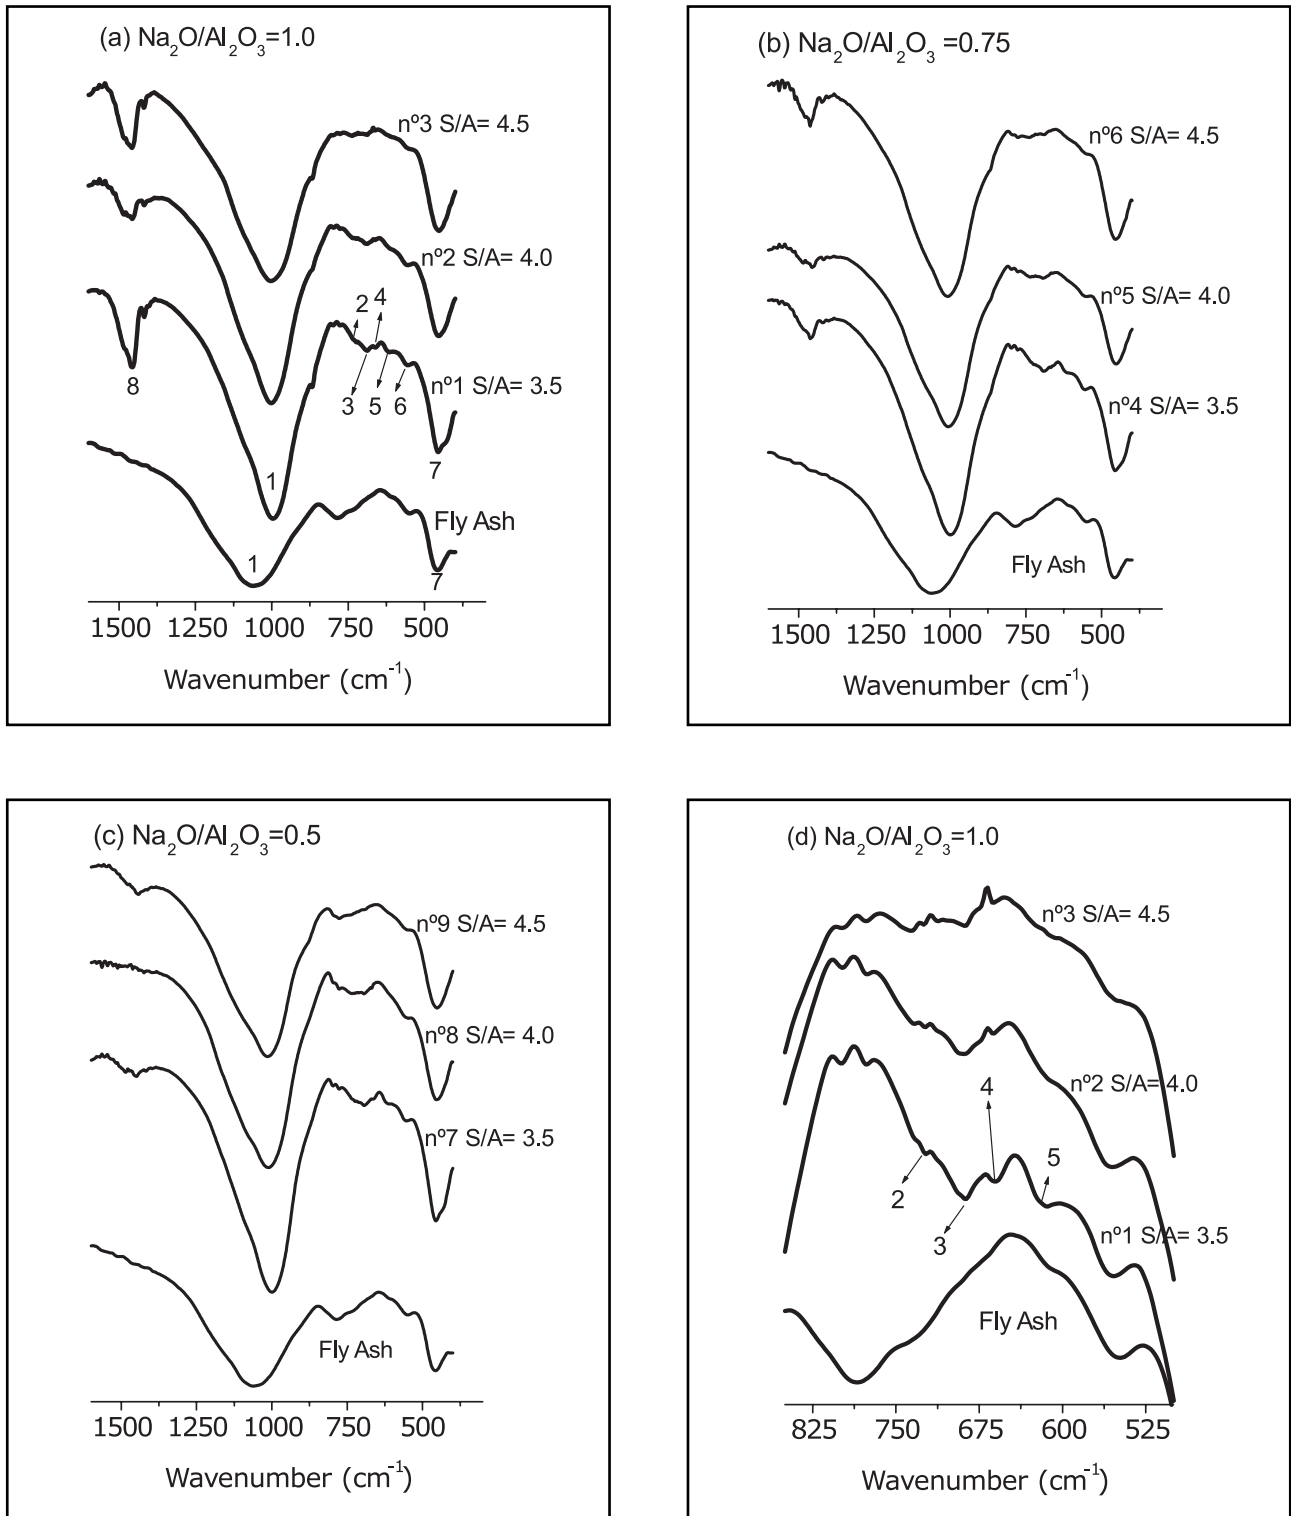 (a) Na₂O/Al₂O₃=1.0
nº3 S/A= 4.5
nº2 S/A= 4.0
2 4
8
3 5 6
nº1 S/A= 3.5
1
7
Fly Ash
1
7
1500 1250 1000 750 500
Wavenumber (cm⁻¹)
(b) Na₂O/Al₂O₃ =0.75
nº6 S/A= 4.5
nº5 S/A= 4.0
nº4 S/A= 3.5
Fly Ash
1500 1250 1000 750 500
Wavenumber (cm⁻¹)
(c) Na₂O/Al₂O₃=0.5
nº9 S/A= 4.5
nº8 S/A= 4.0
nº7 S/A= 3.5
Fly Ash
1500 1250 1000 750 500
Wavenumber (cm⁻¹)
(d) Na₂O/Al₂O₃=1.0
nº3 S/A= 4.5
nº2 S/A= 4.0
4
5
2
3
nº1 S/A= 3.5
Fly Ash
825 750 675 600 525
Wavenumber (cm⁻¹)